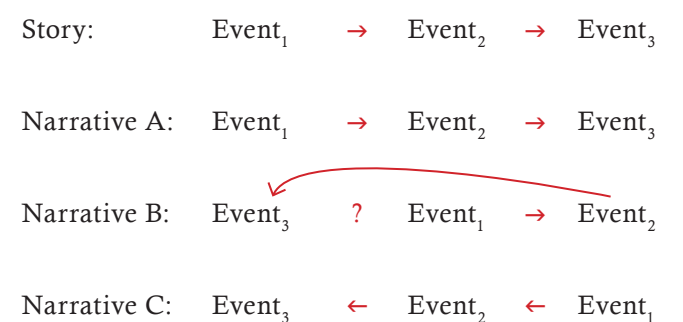 Story: Event₁ → Event₂ → Event₃
Narrative A: Event₁ → Event₂ → Event₃
Narrative B: Event₃ ? Event₁ → Event₂
Narrative C: Event₃ ← Event₂ ← Event₁